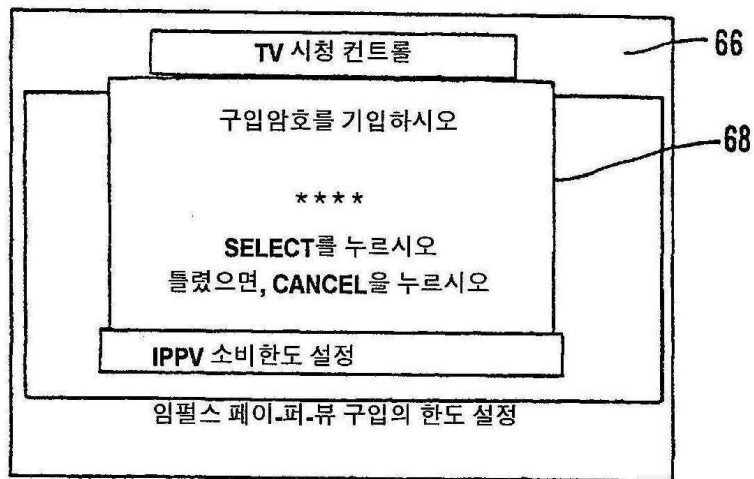 TV 시청 컨트롤
66
구입암호를 기입하시오
68
****
SELECT를 누르시오
틀렸으면, CANCEL을 누르시오
IPPV 소비한도 설정
임펄스 페이-퍼-뷰 구입의 한도 설정